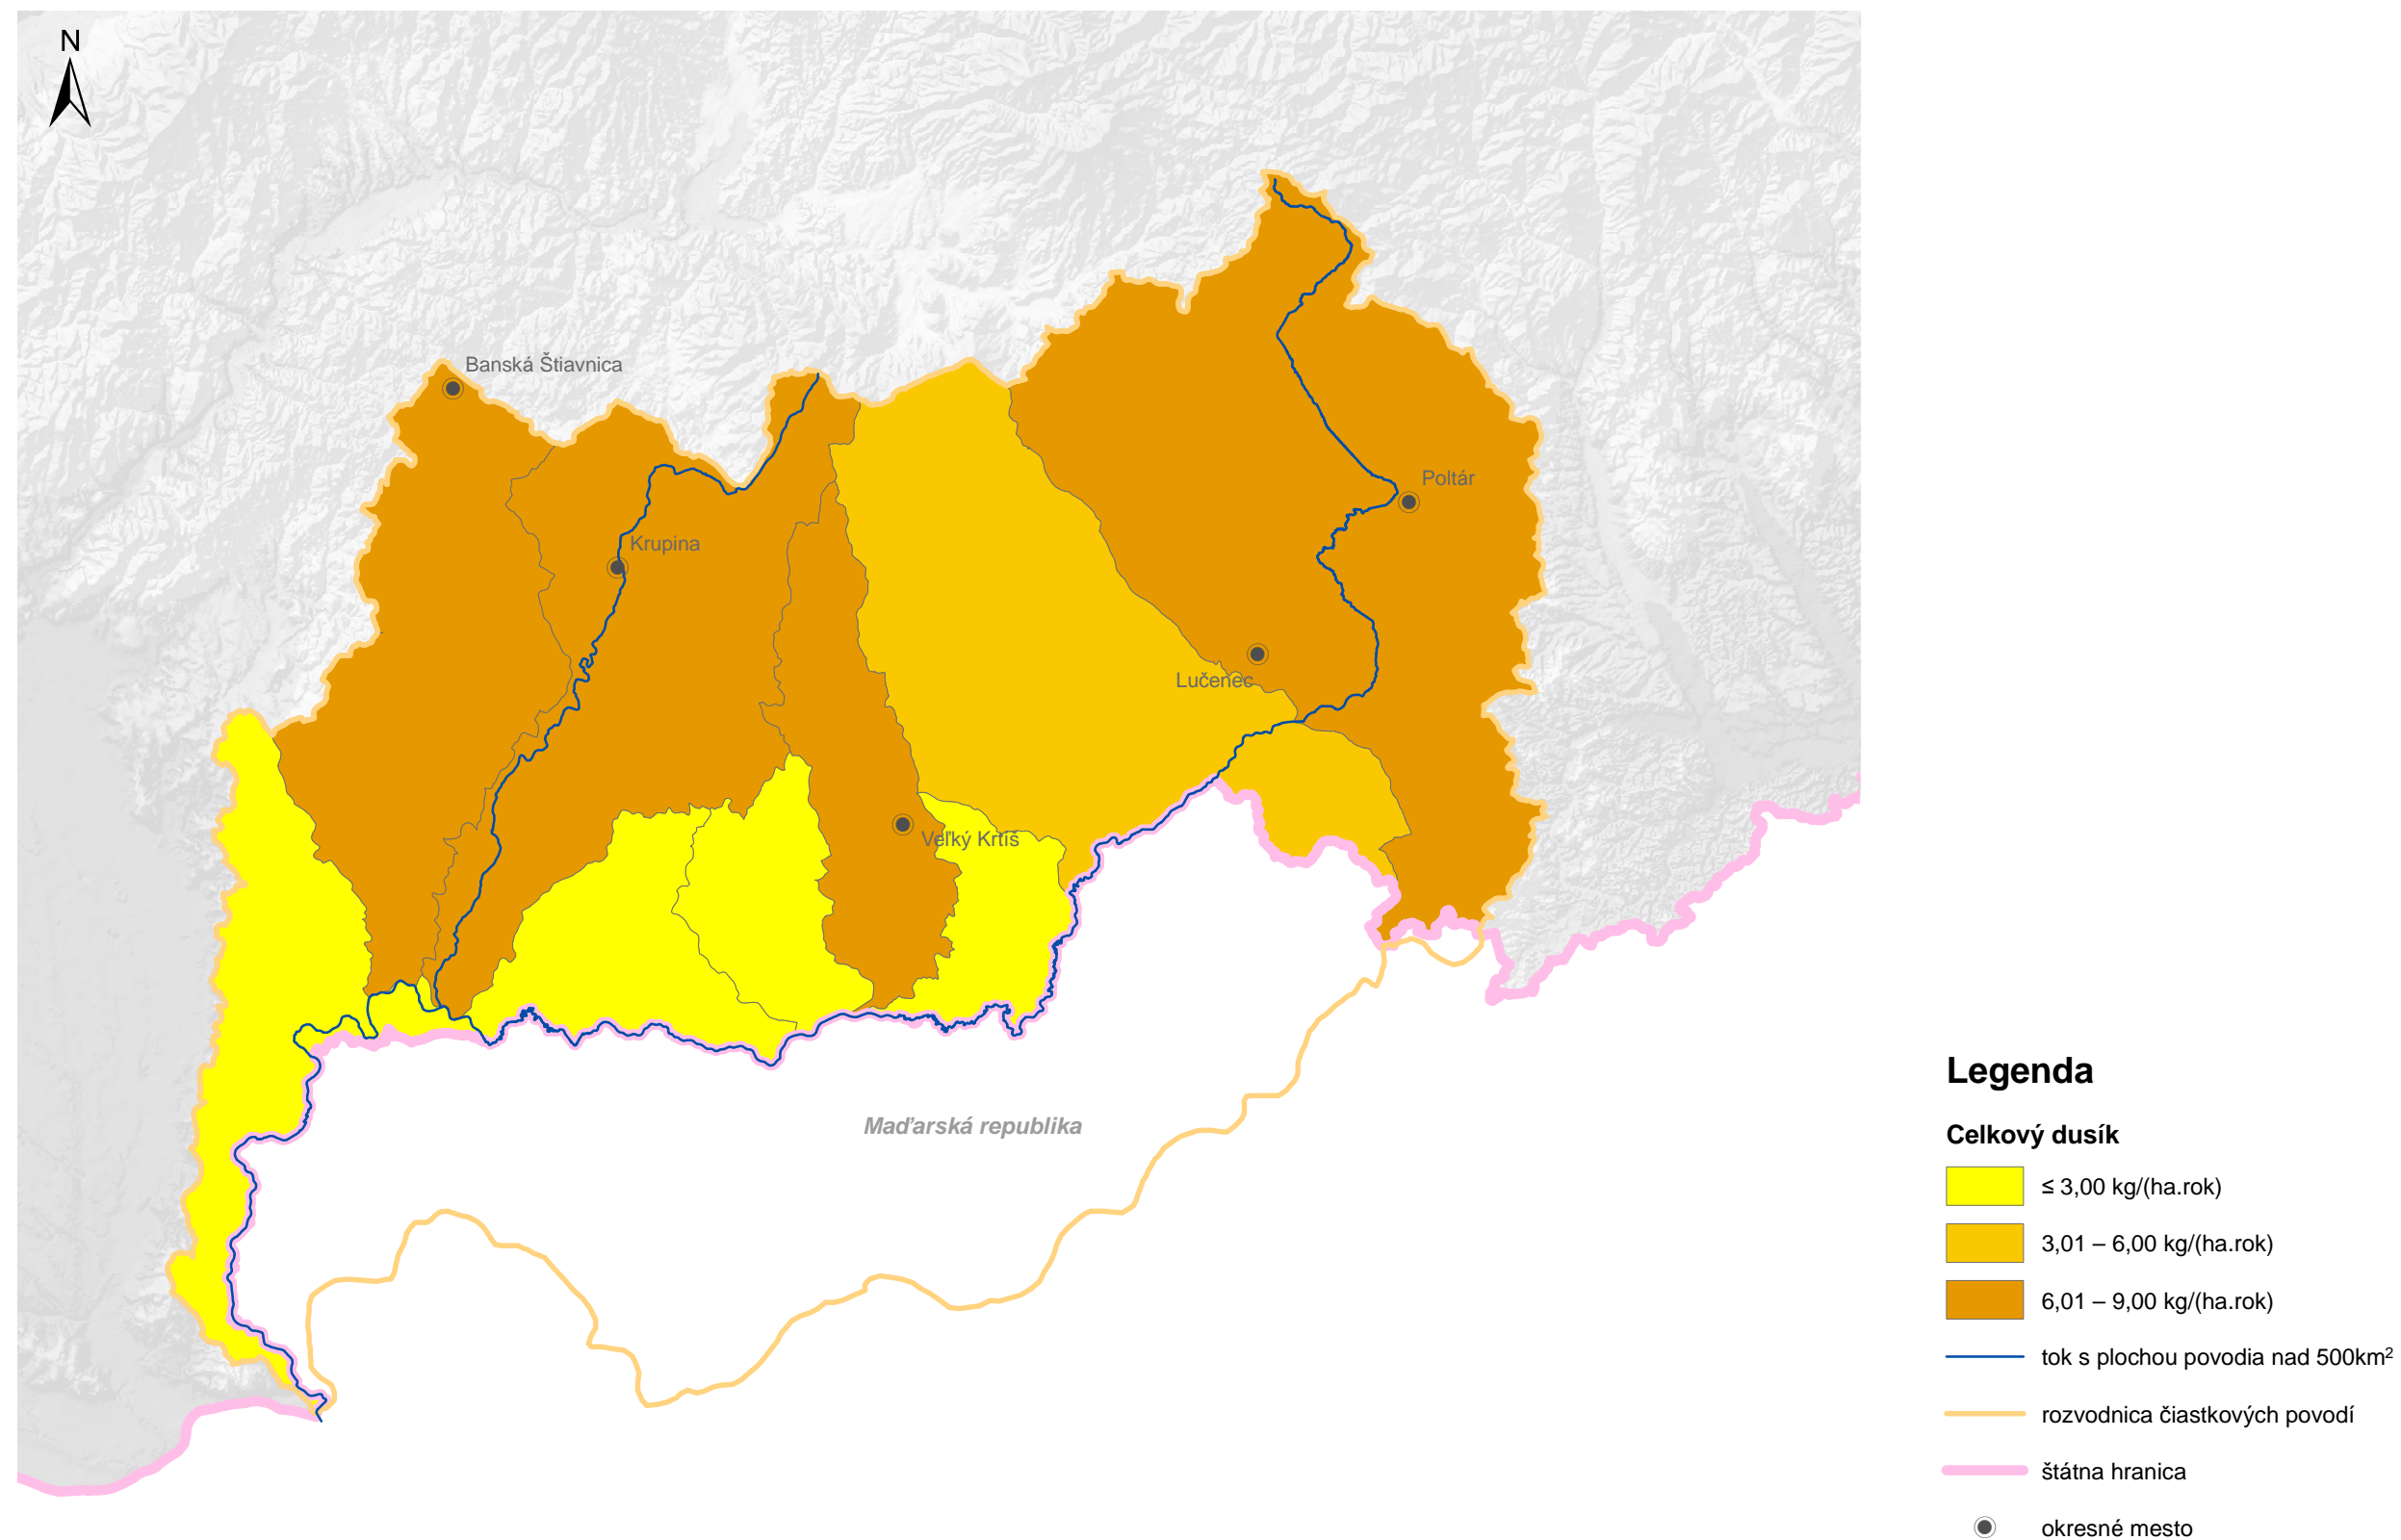 N
Banská Štiavnica
Poltár
Krupina
Lučenec
Veľký Krtíš
Maďarská republika
Legenda
Celkový dusík
≤ 3,00 kg/(ha.rok)
3,01 – 6,00 kg/(ha.rok)
6,01 – 9,00 kg/(ha.rok)
tok s plochou povodia nad 500km²
rozvodnica čiastkových povodí
štátna hranica
okresné mesto